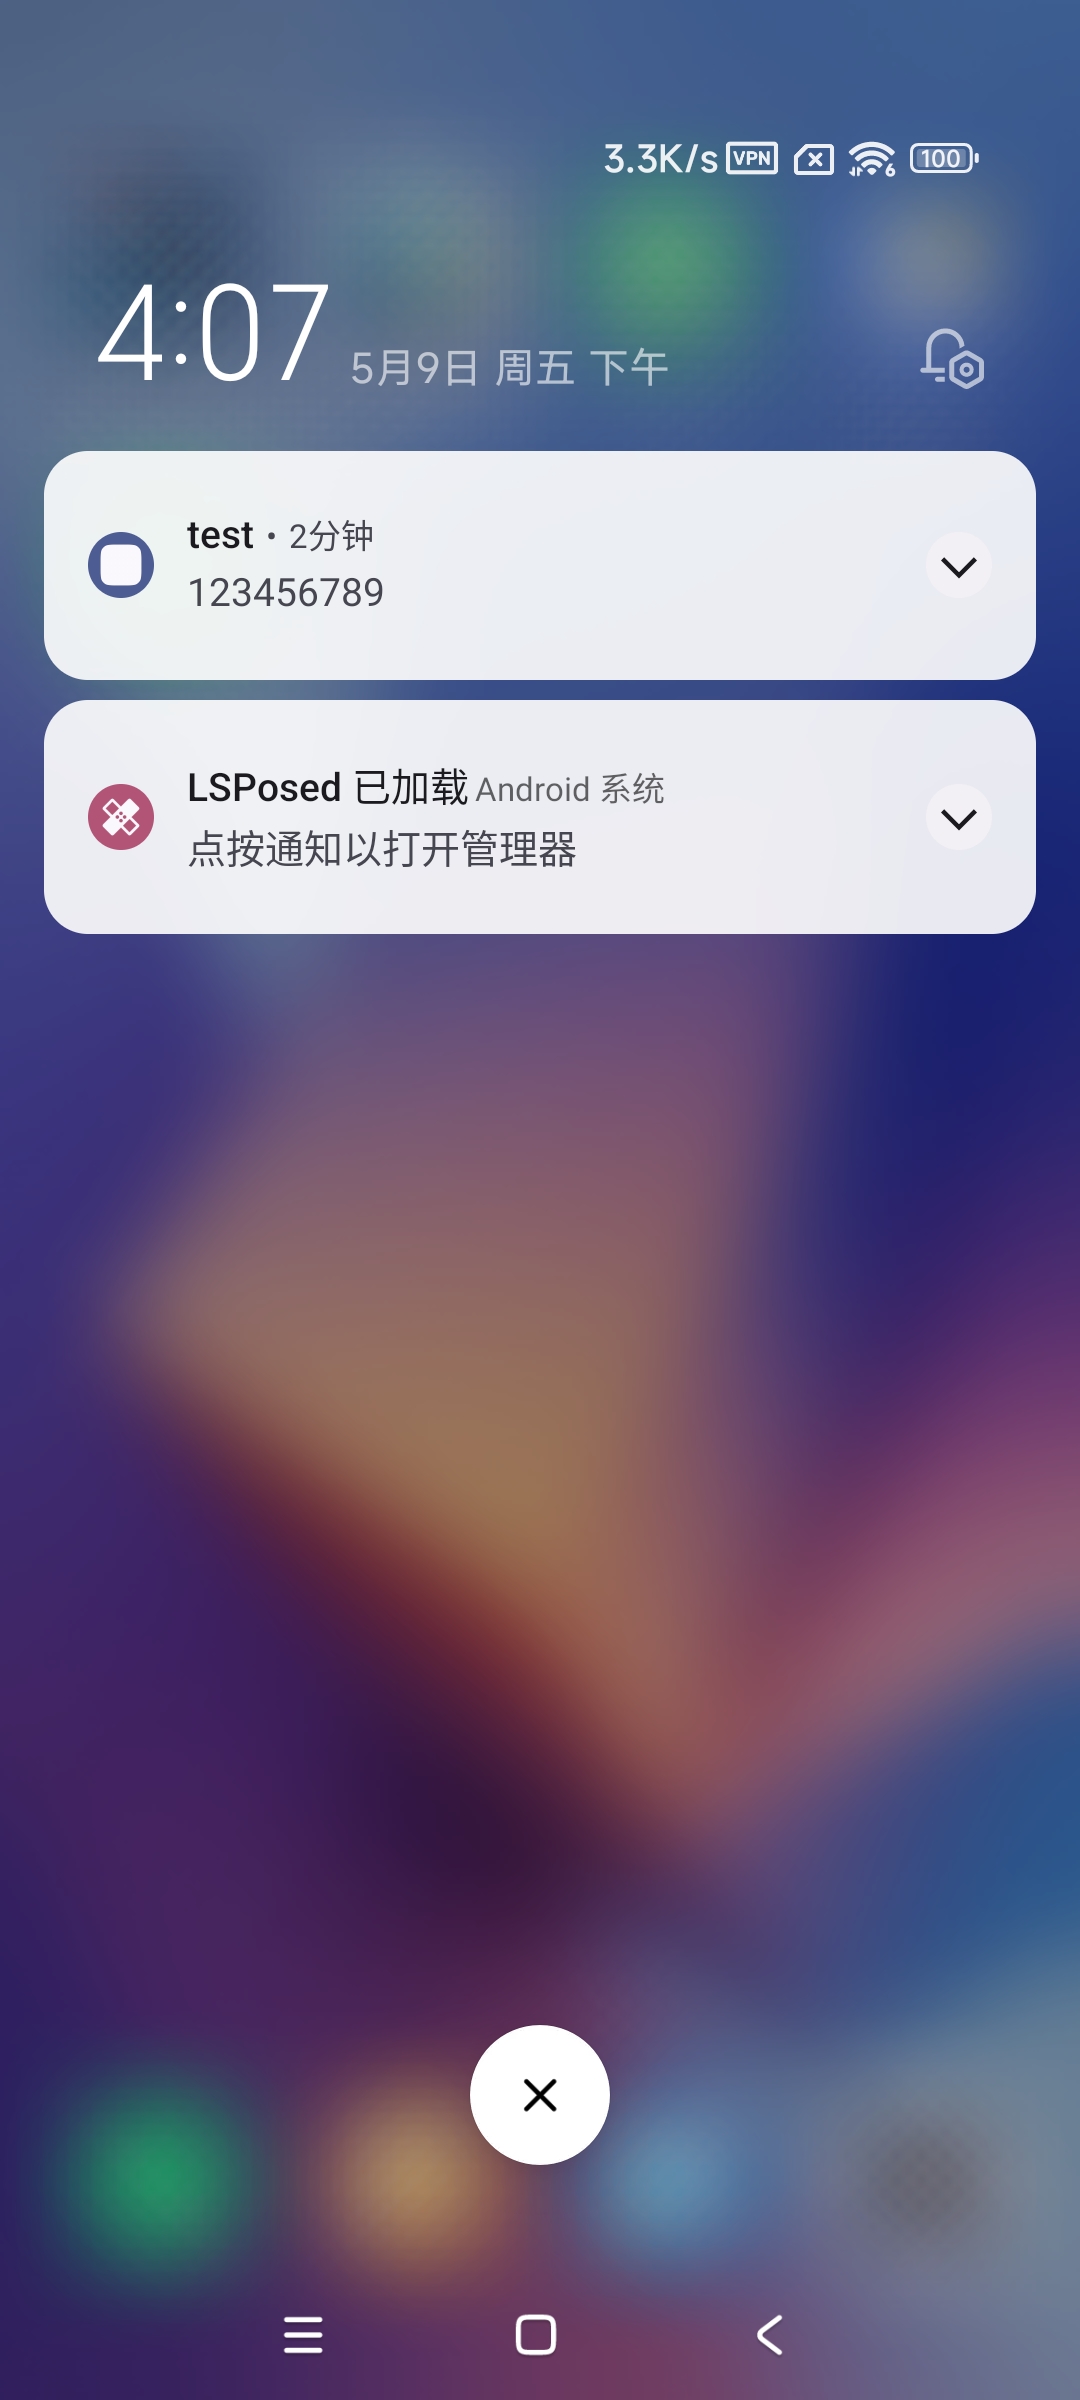 3.3K/s VPN 6 100
4:07 5月9日 周五 下午
test • 2分钟
123456789
LSPosed 已加载 Android 系统
点按通知以打开管理器